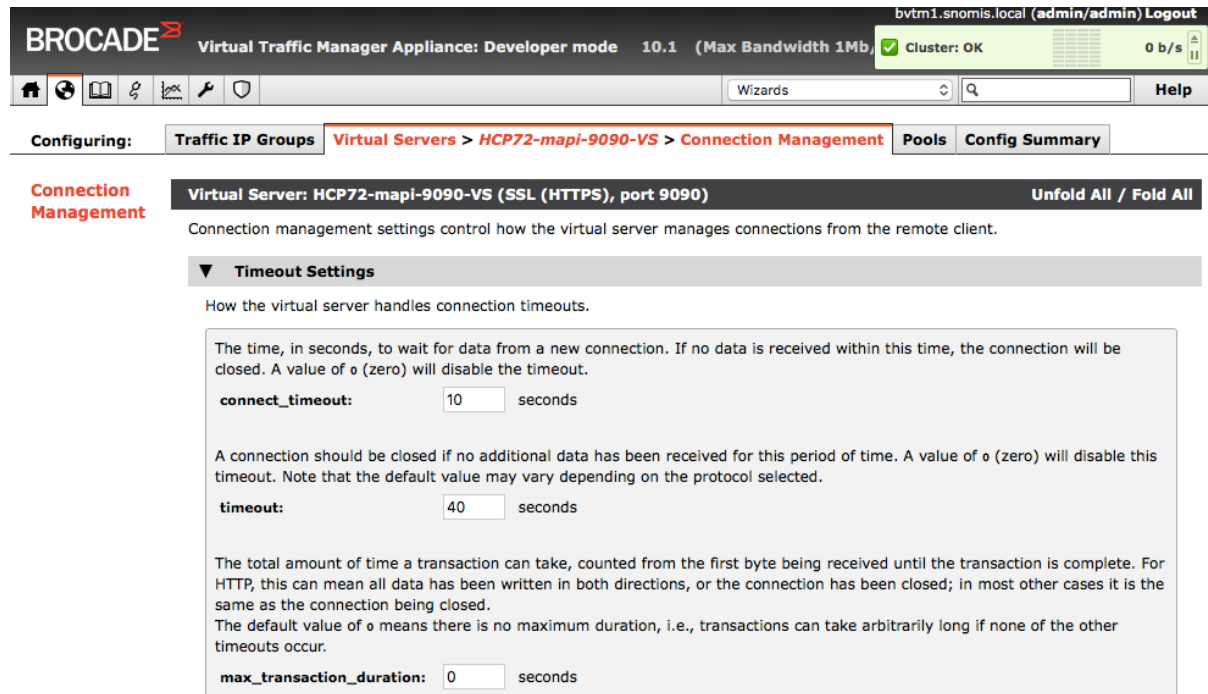 bvtm1.snomis.local (admin/admin) Logout
BROCADE
Virtual Traffic Manager Appliance: Developer mode 10.1 (Max Bandwidth 1Mb/
Cluster: OK
0 b/s
Wizards
Help
Configuring:
Traffic IP Groups
Virtual Servers > HCP72-mapi-9090-VS > Connection Management
Pools
Config Summary
Connection
Management
Virtual Server: HCP72-mapi-9090-VS (SSL (HTTPS), port 9090)
Unfold All / Fold All
Connection management settings control how the virtual server manages connections from the remote client.
Timeout Settings
How the virtual server handles connection timeouts.
The time, in seconds, to wait for data from a new connection. If no data is received within this time, the connection will be
closed. A value of 0 (zero) will disable the timeout.
connect_timeout: 10 seconds
A connection should be closed if no additional data has been received for this period of time. A value of 0 (zero) will disable this
timeout. Note that the default value may vary depending on the protocol selected.
timeout: 40 seconds
The total amount of time a transaction can take, counted from the first byte being received until the transaction is complete. For
HTTP, this can mean all data has been written in both directions, or the connection has been closed; in most other cases it is the
same as the connection being closed.
The default value of 0 means there is no maximum duration, i.e., transactions can take arbitrarily long if none of the other
timeouts occur.
max_transaction_duration: 0 seconds